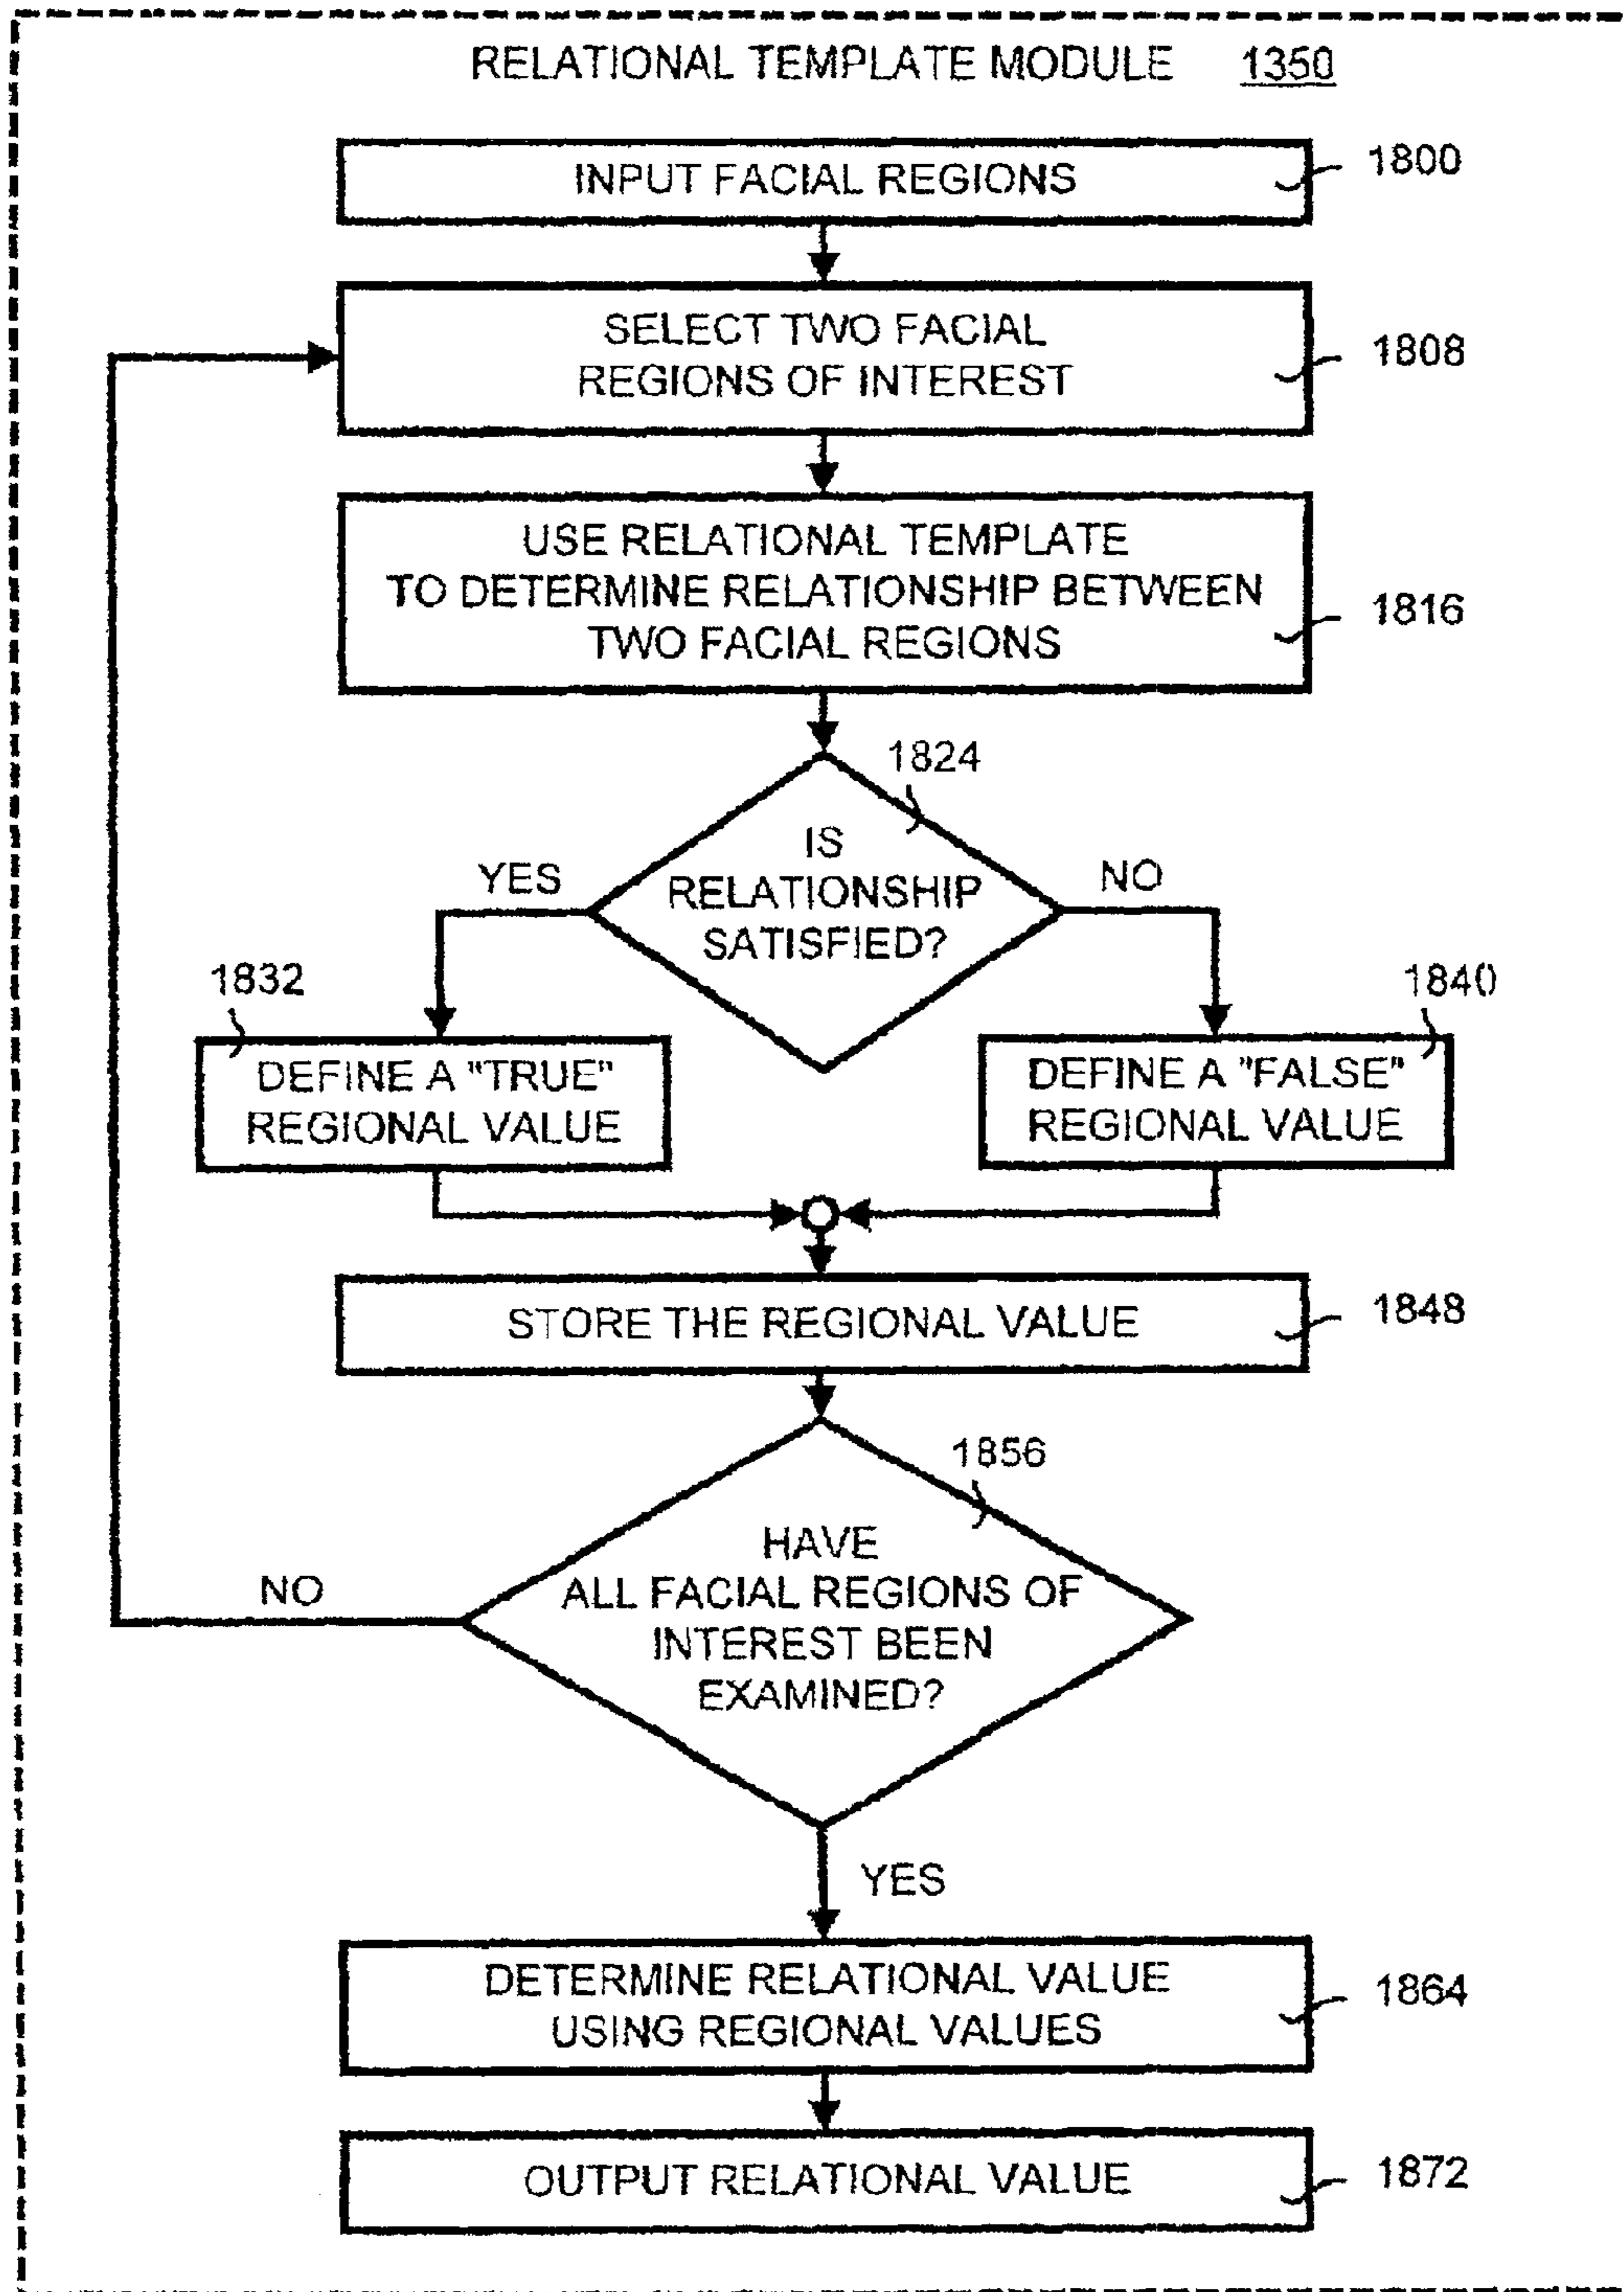 RELATIONAL TEMPLATE MODULE 1350
INPUT FACIAL REGIONS 1800
SELECT TWO FACIAL
REGIONS OF INTEREST
1808
USE RELATIONAL TEMPLATE
TO DETERMINE RELATIONSHIP BETWEEN
TWO FACIAL REGIONS
1816
1824
IS
RELATIONSHIP
SATISFIED?
YES
NO
1832
DEFINE A "TRUE"
REGIONAL VALUE
1840
DEFINE A "FALSE"
REGIONAL VALUE
STORE THE REGIONAL VALUE 1848
1856
HAVE
ALL FACIAL REGIONS OF
INTEREST BEEN
EXAMINED?
NO
YES
DETERMINE RELATIONAL VALUE
USING REGIONAL VALUES
1864
OUTPUT RELATIONAL VALUE 1872